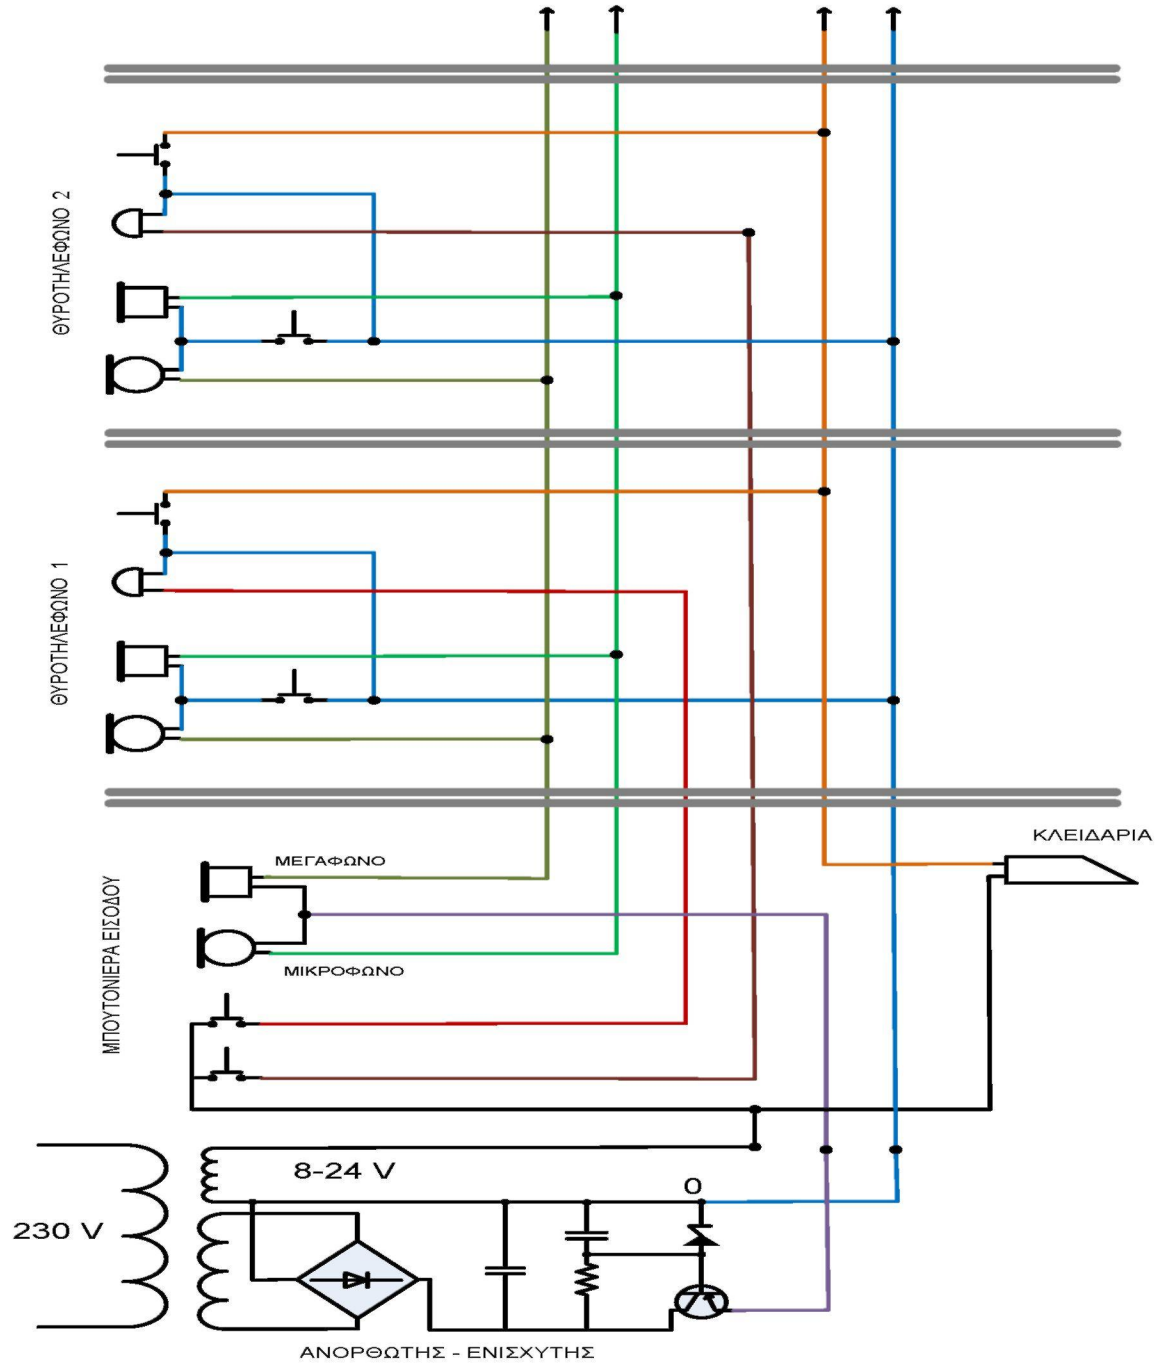 ΘΥΡΟΤΗΛΕΦΩΝΟ 2
ΘΥΡΟΤΗΛΕΦΩΝΟ 1
ΚΛΕΙΔΑΡΙΑ
ΜΠΟΥΤΟΝΙΕΡΑ ΕΙΣΟΔΟΥ
ΜΕΓΑΦΩΝΟ
ΜΙΚΡΟΦΩΝΟ
8-24 V
0
230 V
ΑΝΟΡΘΩΤΗΣ - ΕΝΙΣΧΥΤΗΣ